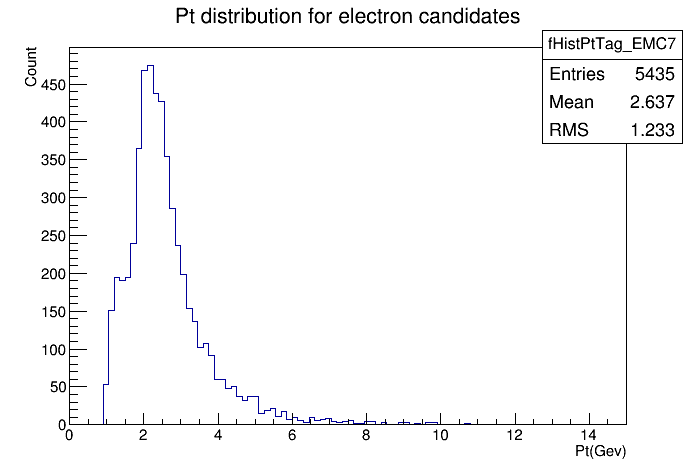 Pt distribution for electron candidates
fHistPtTag_EMC7
Entries 5435
Mean 2.637
RMS 1.233
Count
450
400
350
300
250
200
150
100
50
0
0 2 4 6 8 10 12 14
Pt(Gev)